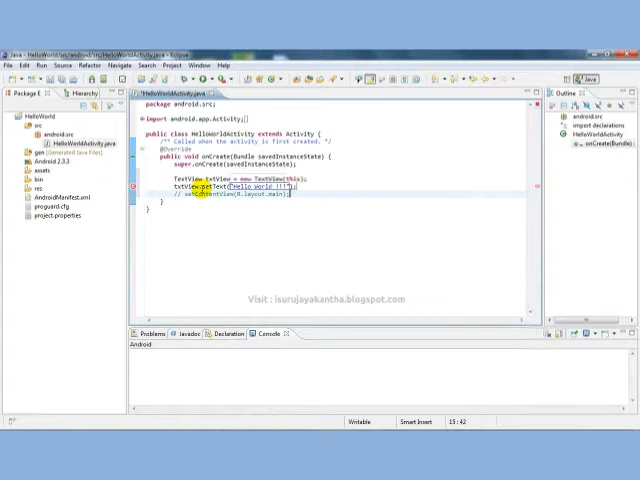 Java - HelloWorld/src/android/src/HelloWorldActivity.java - Eclipse
File Edit Run Source Refactor Navigate Search Project Window Help
Java
Package E
Hierarchy
*HelloWorldActivity.java
Outline
HelloWorld
src
android.src
HelloWorldActivity.java
gen [Generated Java Files]
Android 2.3.3
assets
bin
res
AndroidManifest.xml
proguard.cfg
project.properties
package android.src;
import android.app.Activity;
public class HelloWorldActivity extends Activity {
/** Called when the activity is first created. */
@Override
public void onCreate(Bundle savedInstanceState) {
super.onCreate(savedInstanceState);
TextView txtView = new TextView(this);
txtView.setText("Hello World !!!");
// setContentView(R.layout.main);
}
}
android.src
import declarations
HelloWorldActivity
onCreate(Bundle)
Visit : isurujayakantha.blogspot.com
Problems Javadoc Declaration Console
Android
Writable Smart Insert 15 : 42